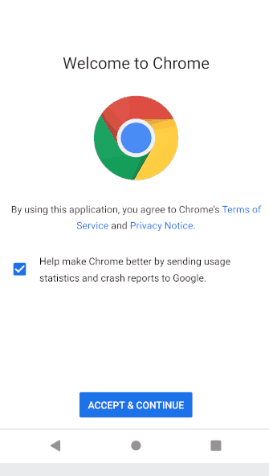 Welcome to Chrome
By using this application, you agree to Chrome's Terms of
Service and Privacy Notice.
Help make Chrome better by sending usage
statistics and crash reports to Google.
ACCEPT & CONTINUE